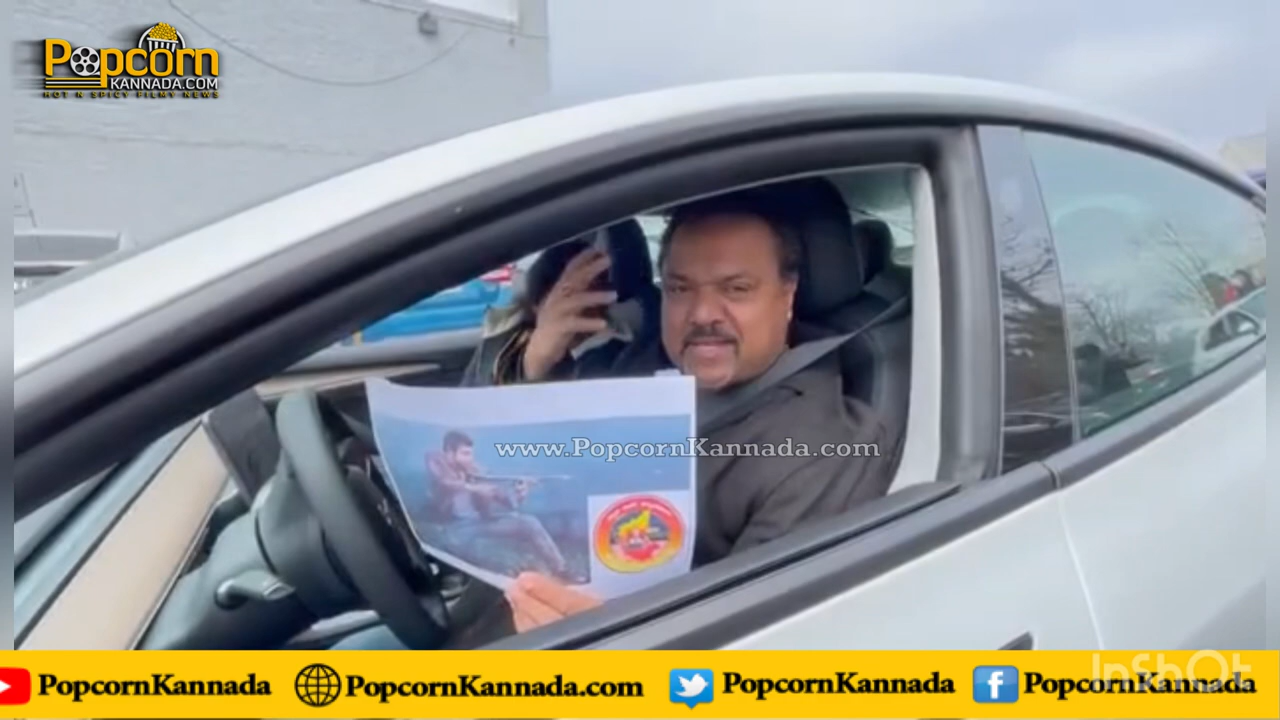 Popcorn
KANNADA.COM
HOT N SPICY FILMY NEWS
www.PopcornKannada.com
PopcornKannada
PopcornKannada.com
PopcornKannada
PopcornKannada
InShOt